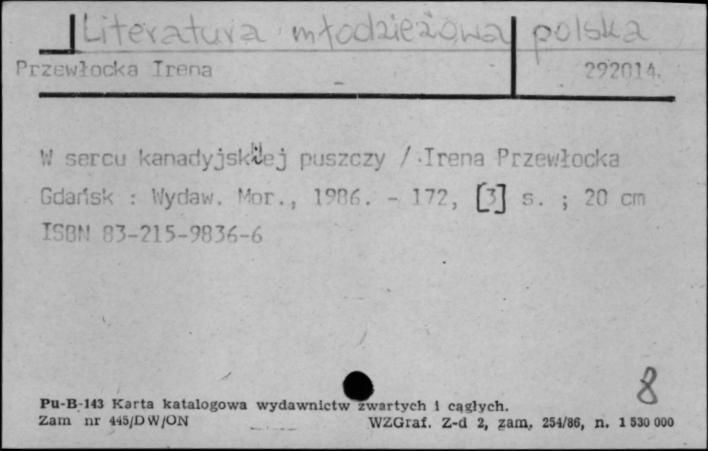 Literatura młodzieżowa polska
Przewłocka Irena 292014.
W sercu kanadyjskiej puszczy / Irena Przewłocka
Gdańsk : Wydaw. Mor., 1986. - 172, [3] s. ; 20 cm
ISBN 83-215-9836-6
8
Pu-B-143 Karta katalogowa wydawnictw zwartych i cągłych.
Zam nr 445/DW/ON WZGraf. Z-d 2, zam. 254/86, n. 1 530 000